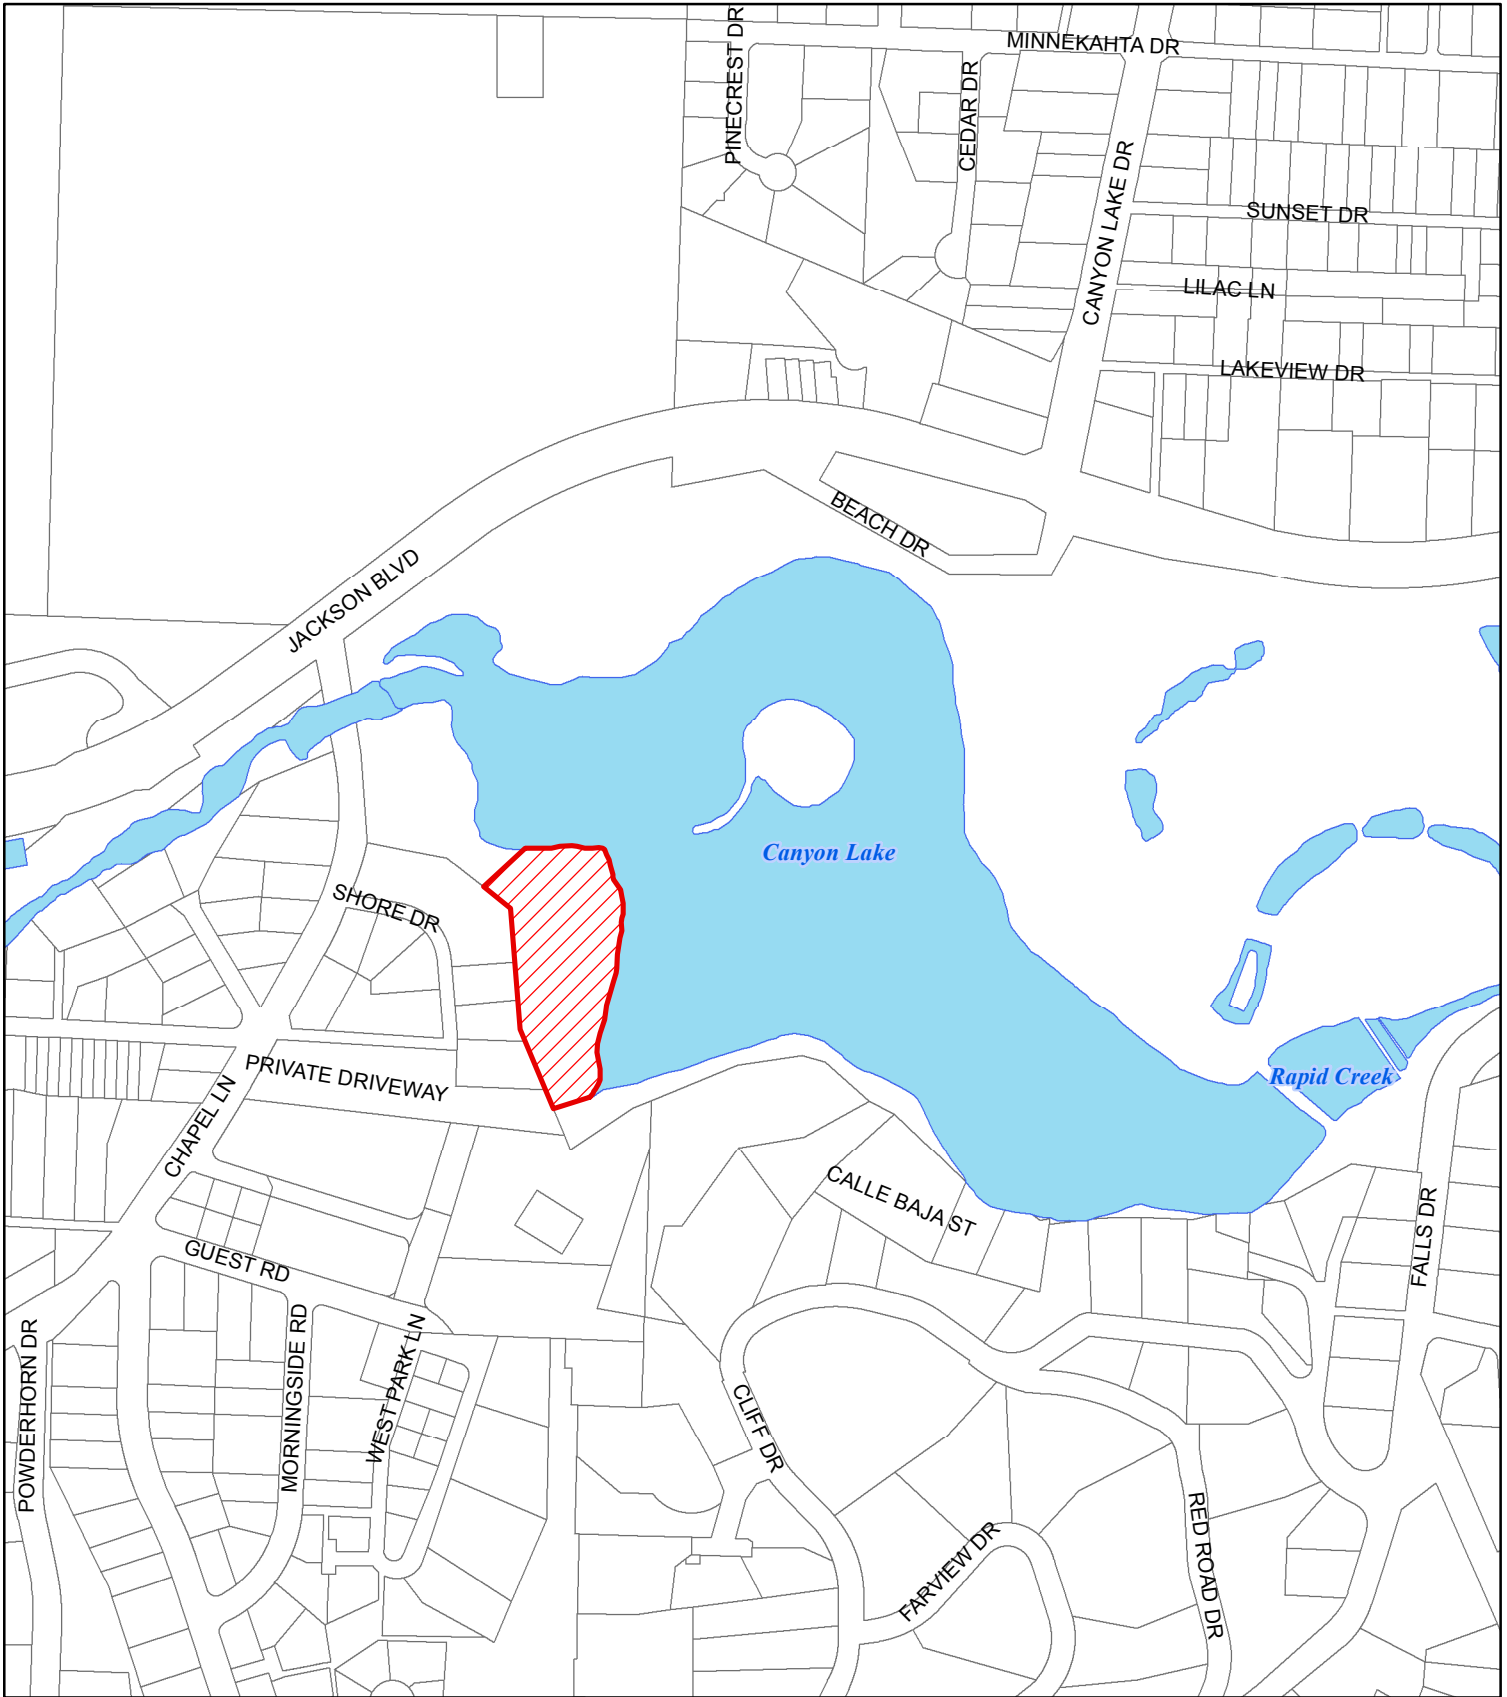 PINECREST DR
MINNEKAHTA DR
CEDAR DR
CANYON LAKE DR
SUNSET DR
LILAC LN
LAKEVIEW DR
BEACH DR
JACKSON BLVD
Canyon Lake
SHORE DR
PRIVATE DRIVEWAY
Rapid Creek
CHAPEL LN
CALLE BAJA ST
FALLS DR
GUEST RD
MORNINGSIDE RD
WEST PARK LN
POWDERHORN DR
CLIFF DR
RED ROAD DR
FARVIEW DR